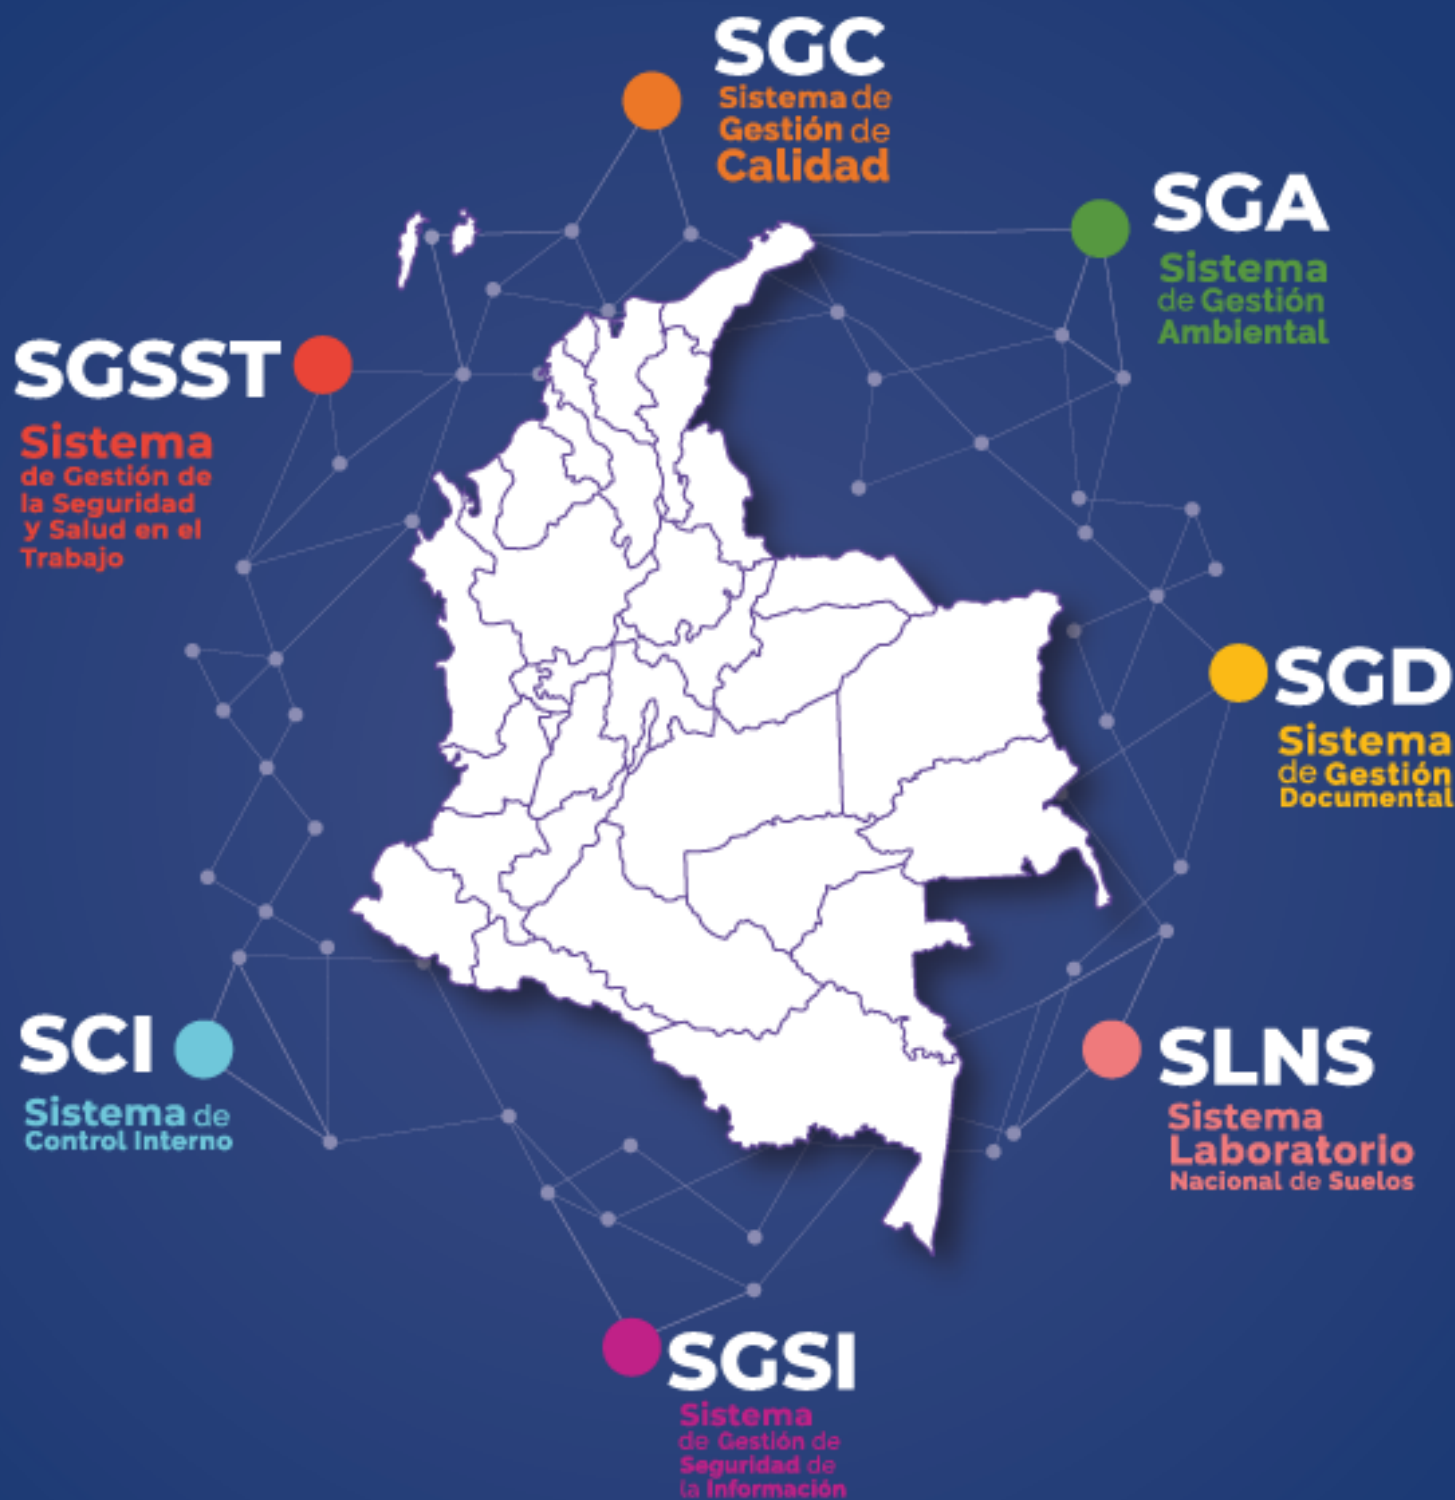 SGC
Sistema de
Gestión de
Calidad
SGA
Sistema
de Gestión
Ambiental
SGSST
Sistema
de Gestión de
la Seguridad
y Salud en el
Trabajo
SGD
Sistema
de Gestión
Documental
SCI
Sistema de
Control Interno
SLNS
Sistema
Laboratorio
Nacional de Suelos
SGSI
Sistema
de Gestión de
Seguridad de
la Información